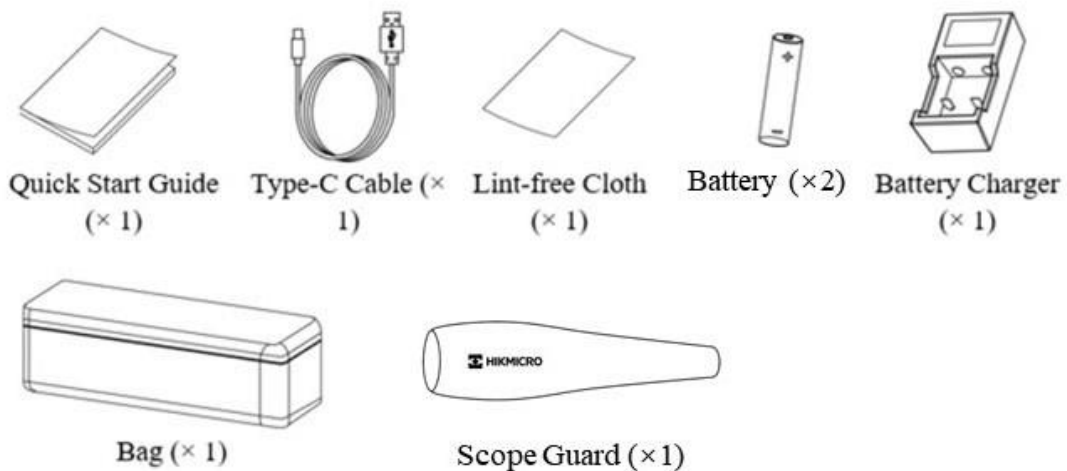 Quick Start Guide
(× 1)
Type-C Cable (×
1)
Lint-free Cloth
(× 1)
Battery (×2)
Battery Charger
(× 1)
HIKMICRO
Bag (× 1)
Scope Guard (×1)